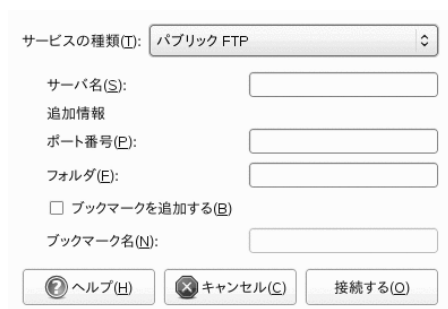 サービスの種類(T): パブリック FTP
サーバ名(S):
追加情報
ポート番号(P):
フォルダ(F):
ブックマークを追加する(B)
ブックマーク名(N):
ヘルプ(H) キャンセル(C) 接続する(O)